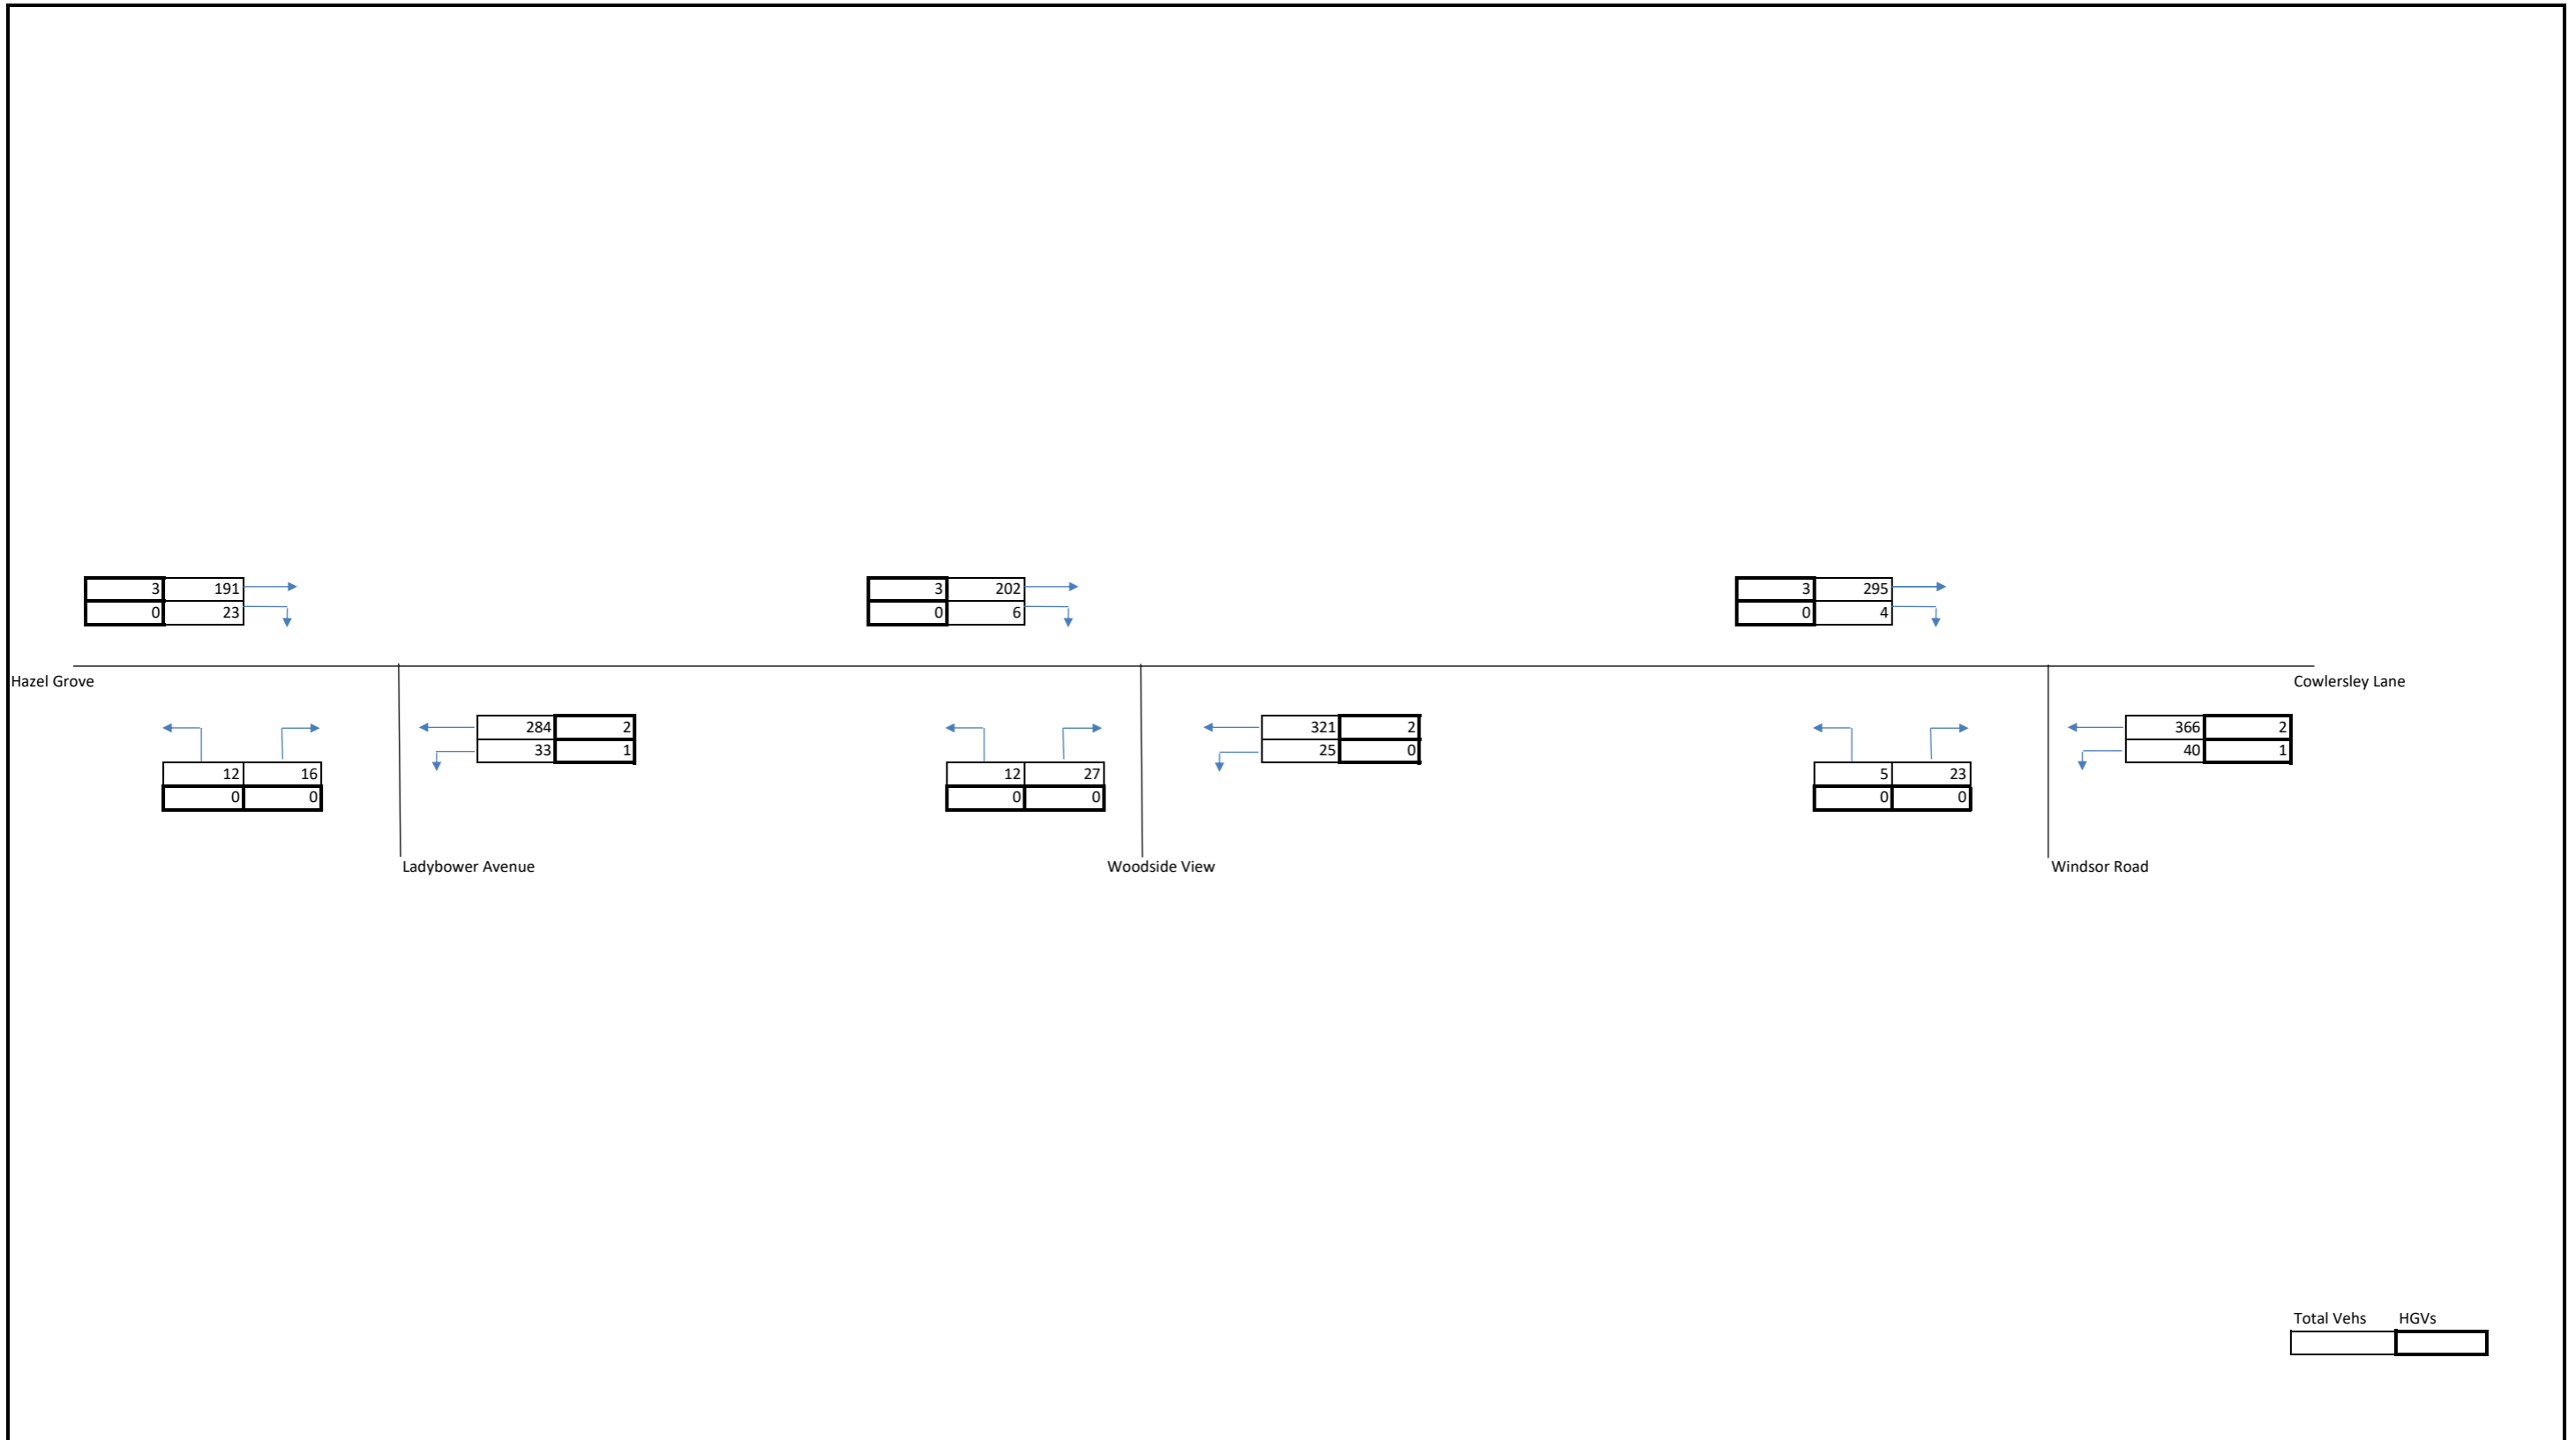 3 191 3 202 3 295
0 23 0 6 0 4
Hazel Grove Cowlersley Lane
284 2 321 2 366 2
33 1 25 0 40 1
12 16 12 27 5 23
0 0 0 0 0 0
Ladybower Avenue Woodside View Windsor Road
Total Vehs HGVs